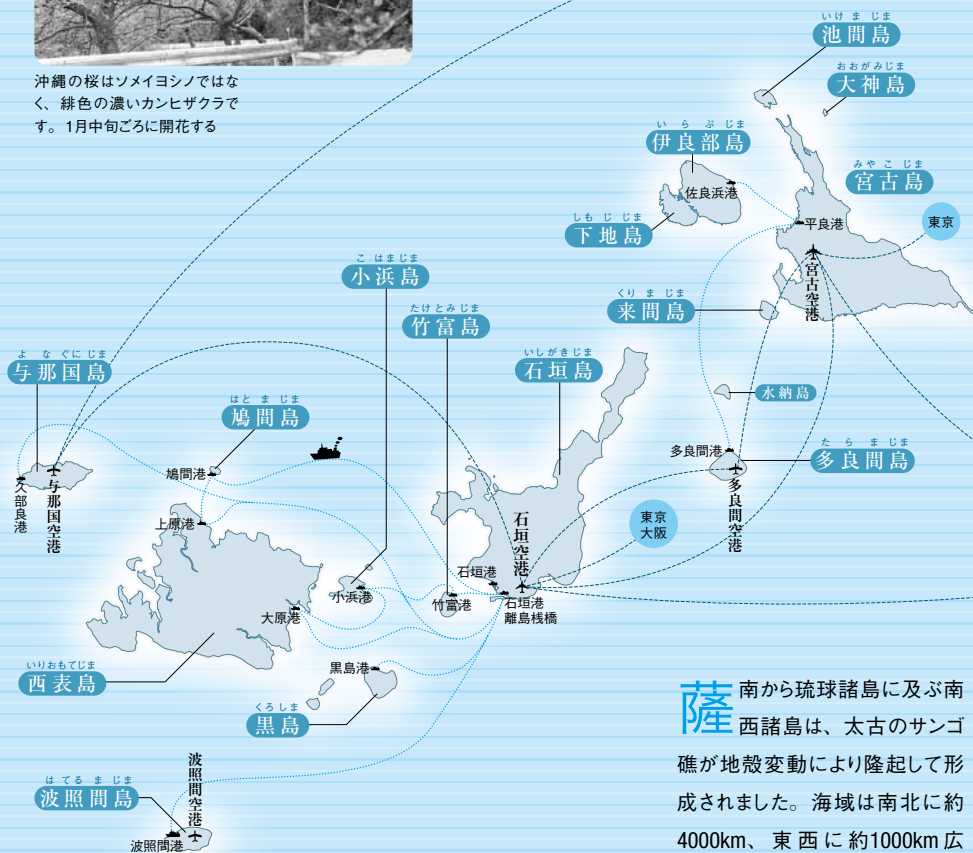 沖縄の桜はソメイヨシノではな
く、緋色の濃いカンヒザクラで
す。1月中旬ごろに開花する
いけまじま
池間島
おおがみじま
大神島
いらぶじま
伊良部島
佐良浜港
みやこじま
宮古島
しもじじま
下地島
平良港
東京
宮古空港
こはまじま
小浜島
くりまじま
来間島
たけとみじま
竹富島
よなぐにじま
与那国島
いしがきじま
石垣島
水納島
はとまじま
鳩間島
多良間港
たらまじま
多良間島
鳩間港
久部良港
与那国空港
多良間空港
上原港
石垣空港
東京
大阪
石垣港
小浜港
竹富港
石垣港
離島桟橋
大原港
いりおもてじま
西表島
黒島港
くろしま
黒島
波照間空港
はてるまじま
波照間島
波照間港
薩南から琉球諸島に及ぶ南
西諸島は、太古のサンゴ
礁が地殻変動により隆起して形
成されました。海域は南北に約
4000km、東西に約1000km広